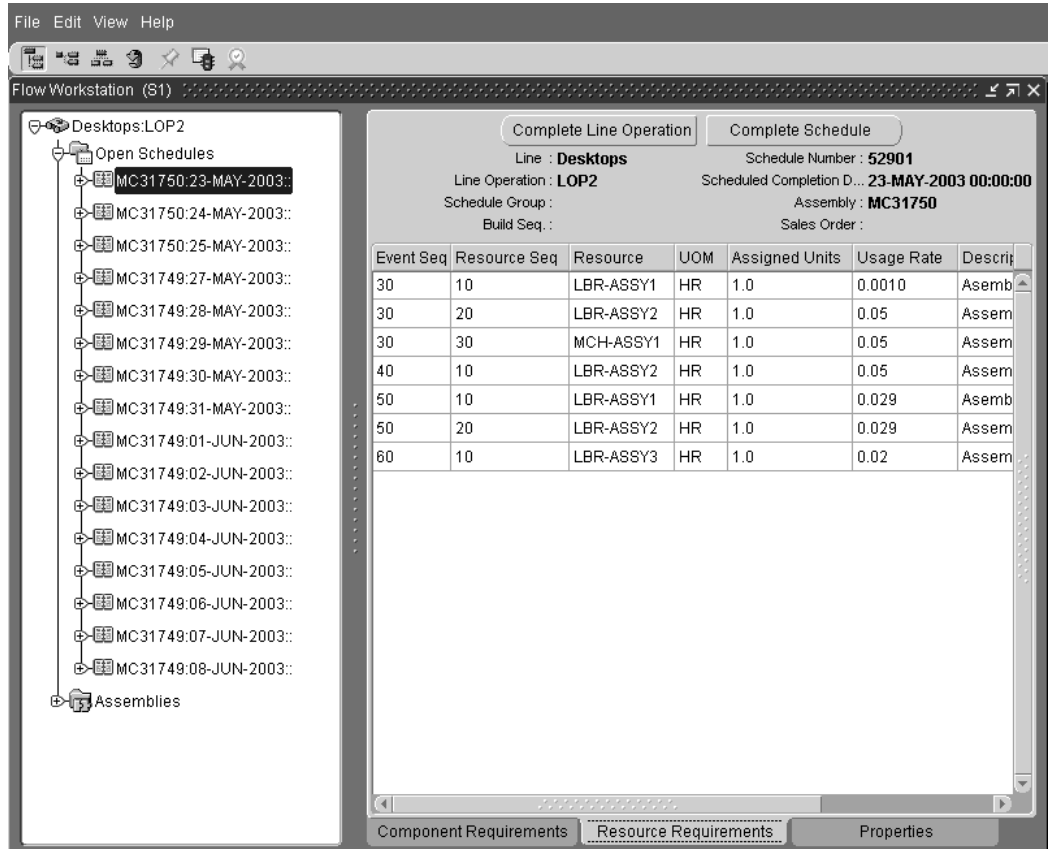 File Edit View Help
Flow Workstation (S1)
Desktops:LOP2
Open Schedules
MC31750:23-MAY-2003::
MC31750:24-MAY-2003::
MC31750:25-MAY-2003::
MC31749:27-MAY-2003::
MC31749:28-MAY-2003::
MC31749:29-MAY-2003::
MC31749:30-MAY-2003::
MC31749:31-MAY-2003::
MC31749:01-JUN-2003::
MC31749:02-JUN-2003::
MC31749:03-JUN-2003::
MC31749:04-JUN-2003::
MC31749:05-JUN-2003::
MC31749:06-JUN-2003::
MC31749:07-JUN-2003::
MC31749:08-JUN-2003::
Assemblies
Complete Line Operation Complete Schedule
Line : Desktops Schedule Number : 52901
Line Operation : LOP2 Scheduled Completion D... 23-MAY-2003 00:00:00
Schedule Group : Assembly : MC31750
Build Seq. : Sales Order :
Event Seq Resource Seq Resource UOM Assigned Units Usage Rate Descrip
30 10 LBR-ASSY1 HR 1.0 0.0010 Asemb
30 20 LBR-ASSY2 HR 1.0 0.05 Assem
30 30 MCH-ASSY1 HR 1.0 0.05 Assem
40 10 LBR-ASSY2 HR 1.0 0.05 Assem
50 10 LBR-ASSY1 HR 1.0 0.029 Asemb
50 20 LBR-ASSY2 HR 1.0 0.029 Assem
60 10 LBR-ASSY3 HR 1.0 0.02 Assem
Component Requirements Resource Requirements Properties